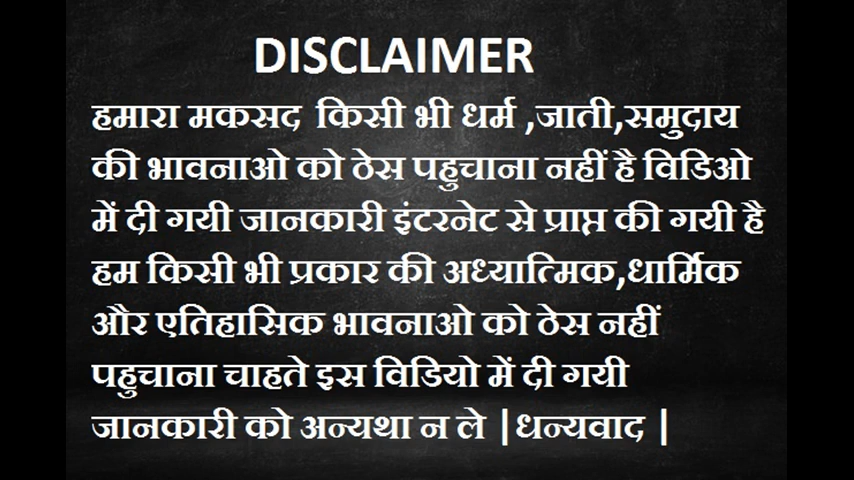 DISCLAIMER
हमारा मकसद किसी भी धर्म ,जाती,समुदाय
की भावनाओ को ठेस पहुचाना नहीं है विडिओ
में दी गयी जानकारी इंटरनेट से प्राप्त की गयी है
हम किसी भी प्रकार की अध्यात्मिक,धार्मिक
और एतिहासिक भावनाओ को ठेस नहीं
पहुचाना चाहते इस विडियो में दी गयी
जानकारी को अन्यथा न ले |धन्यवाद |